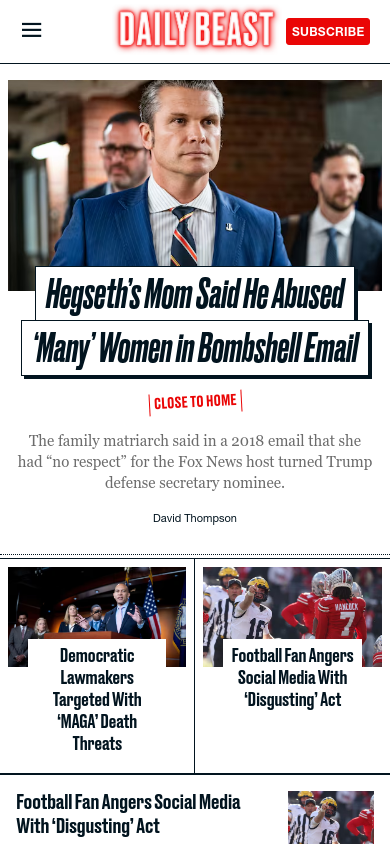 DAILY BEAST
SUBSCRIBE
Hegseth's Mom Said He Abused
'Many' Women in Bombshell Email
CLOSE TO HOME
The family matriarch said in a 2018 email that she
had “no respect” for the Fox News host turned Trump
defense secretary nominee.
David Thompson
Democratic
Lawmakers
Targeted With
‘MAGA’ Death
Threats
HANCOCK
7
16
Football Fan Angers
Social Media With
‘Disgusting’ Act
Football Fan Angers Social Media
With ‘Disgusting’ Act